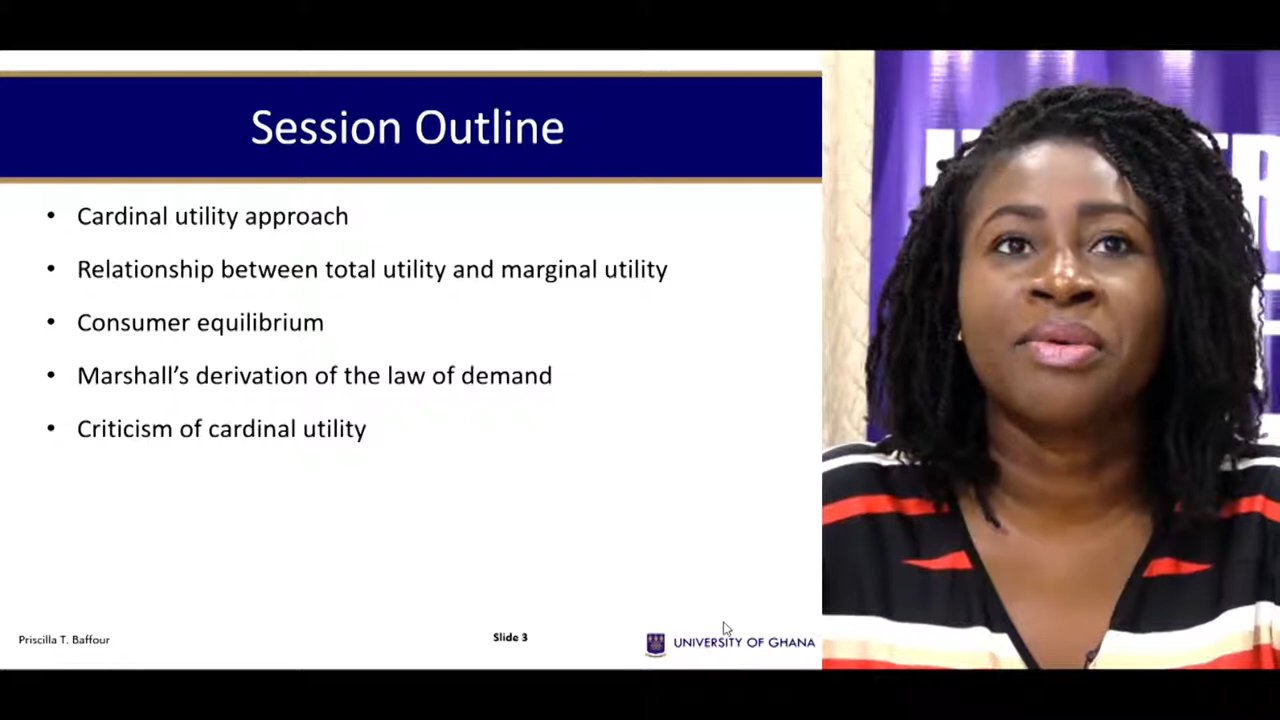 Session Outline
• Cardinal utility approach
• Relationship between total utility and marginal utility
• Consumer equilibrium
• Marshall's derivation of the law of demand
• Criticism of cardinal utility
Priscilla T. Baffour
Slide 3
UNIVERSITY OF GHANA